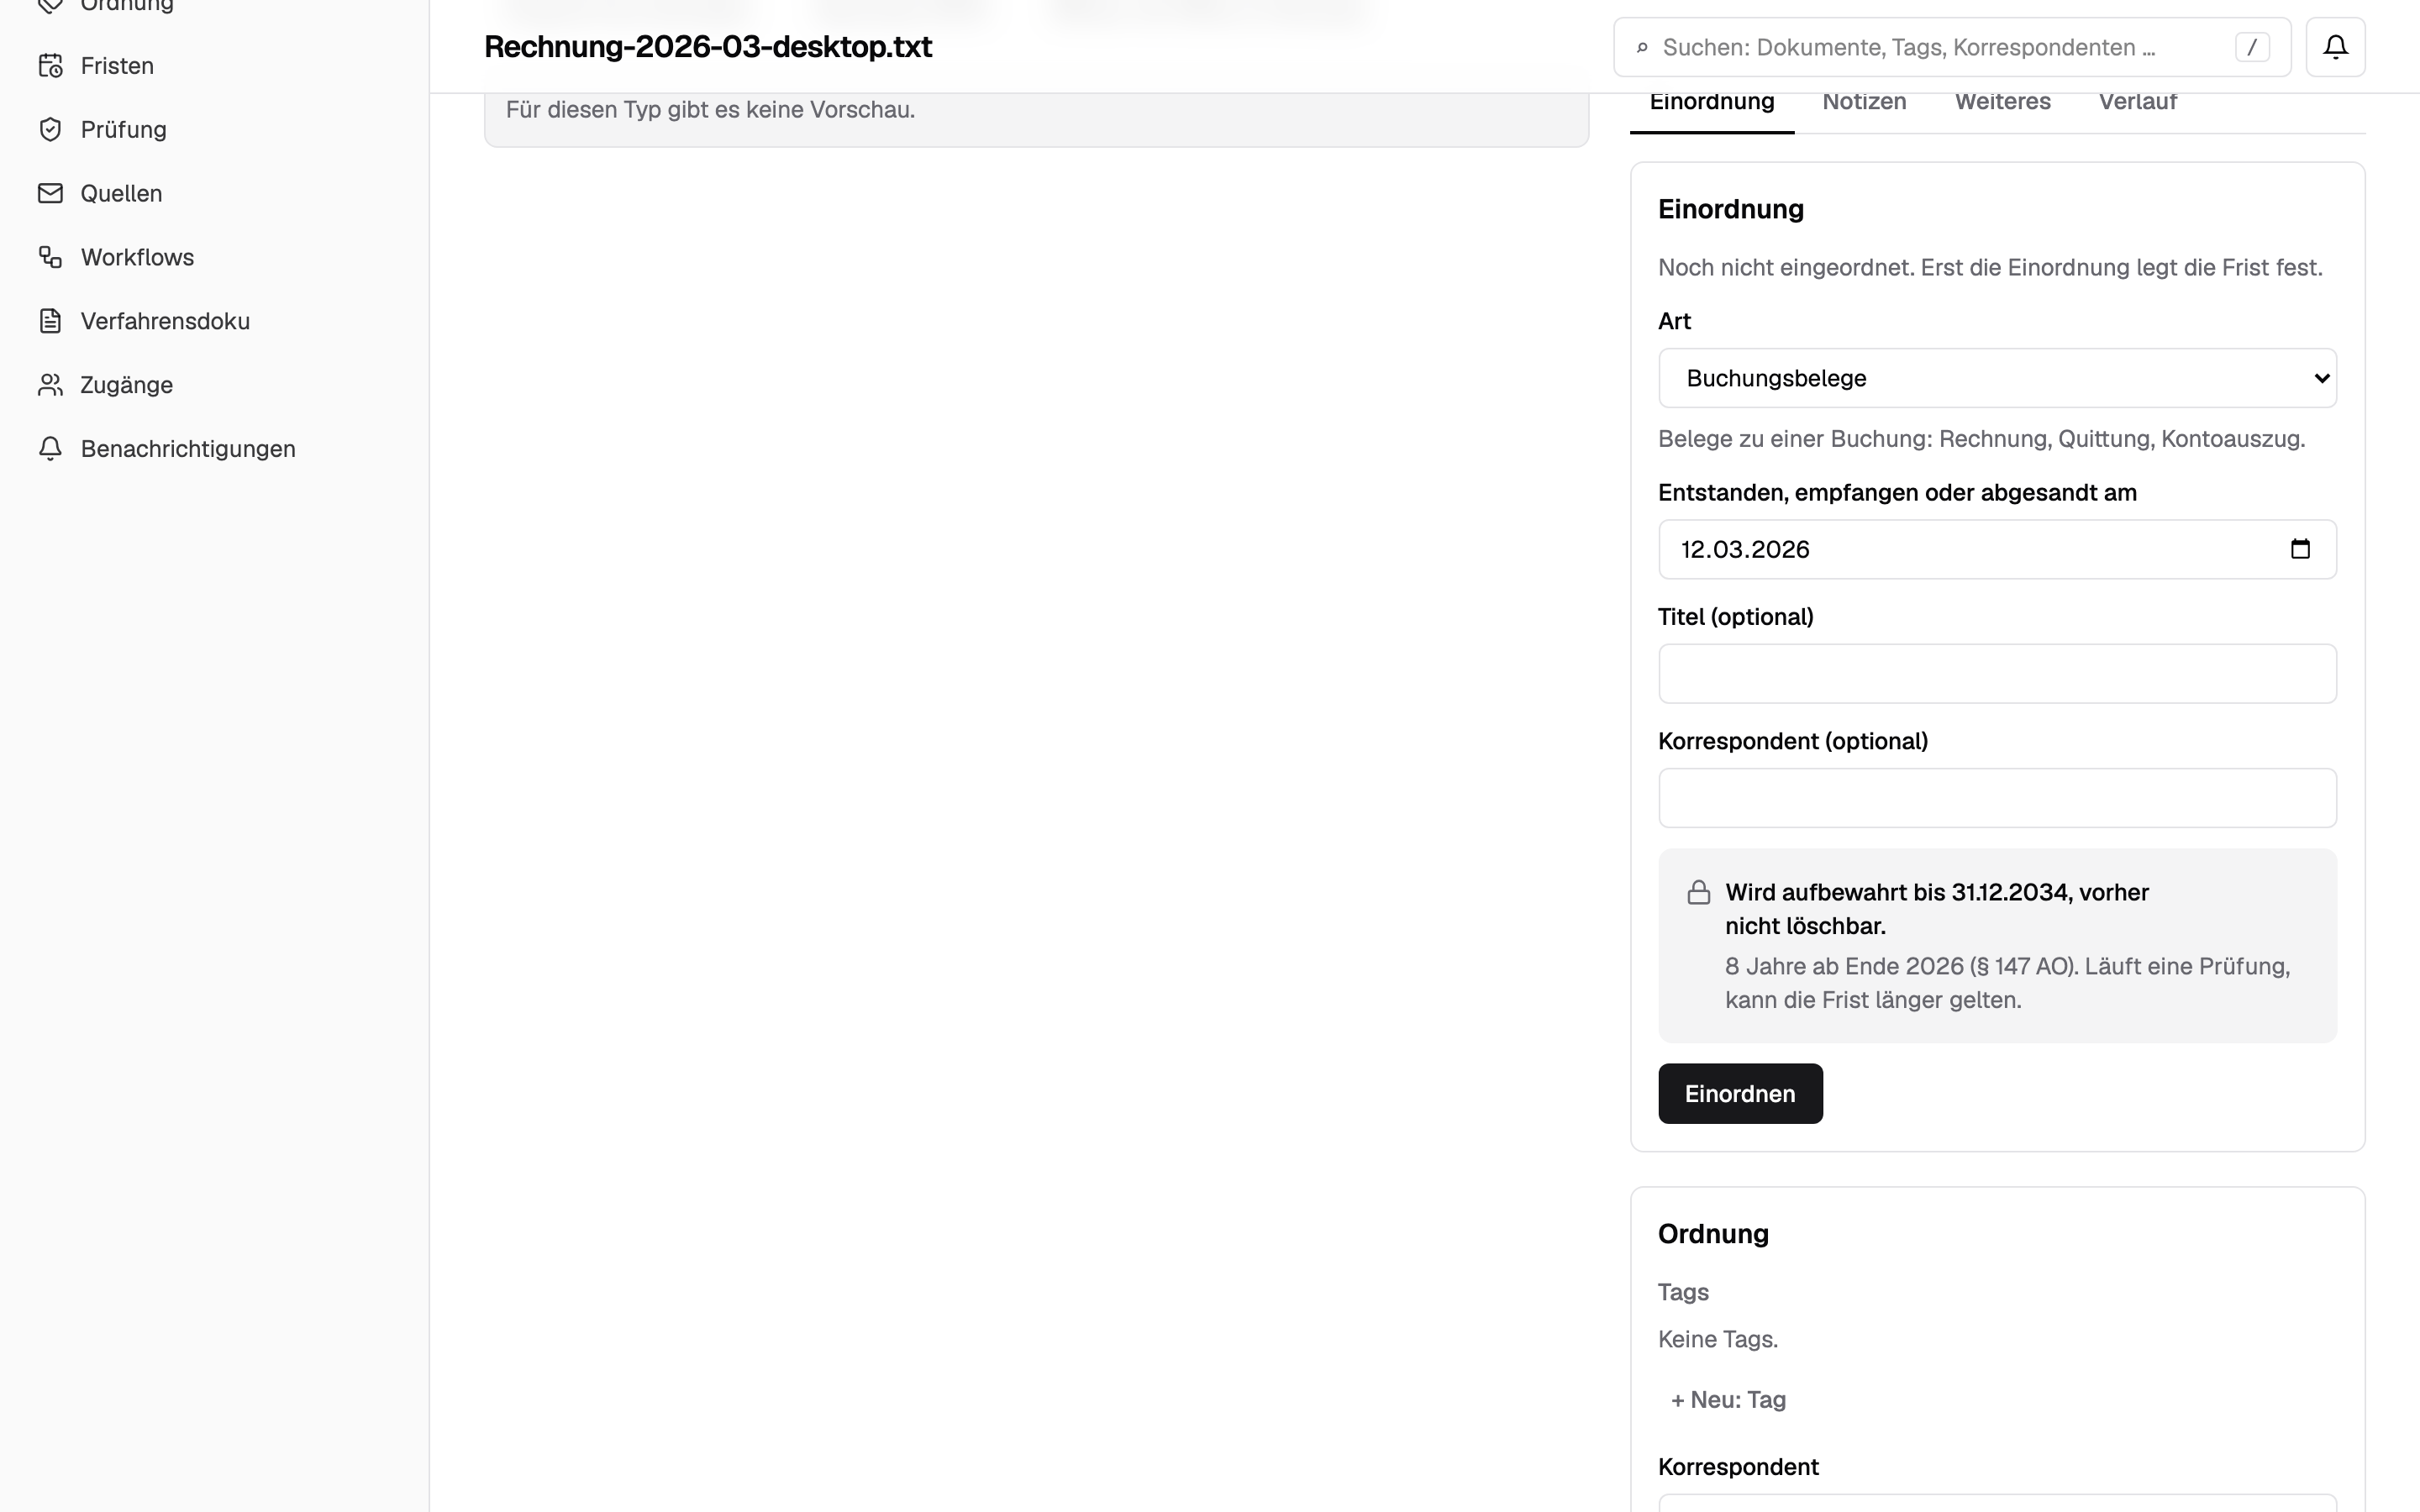 Ordnung
Fristen
Prüfung
Quellen
Workflows
Verfahrensdoku
Zugänge
Benachrichtigungen
Rechnung-2026-03-desktop.txt
Suchen: Dokumente, Tags, Korrespondenten ...
/
Für diesen Typ gibt es keine Vorschau.
Einordnung Notizen Weiteres Verlauf
Einordnung
Noch nicht eingeordnet. Erst die Einordnung legt die Frist fest.
Art
Buchungsbelege
Belege zu einer Buchung: Rechnung, Quittung, Kontoauszug.
Entstanden, empfangen oder abgesandt am
12.03.2026
Titel (optional)
Korrespondent (optional)
Wird aufbewahrt bis 31.12.2034, vorher
nicht löschbar.
8 Jahre ab Ende 2026 (§ 147 AO). Läuft eine Prüfung,
kann die Frist länger gelten.
Einordnen
Ordnung
Tags
Keine Tags.
+ Neu: Tag
Korrespondent